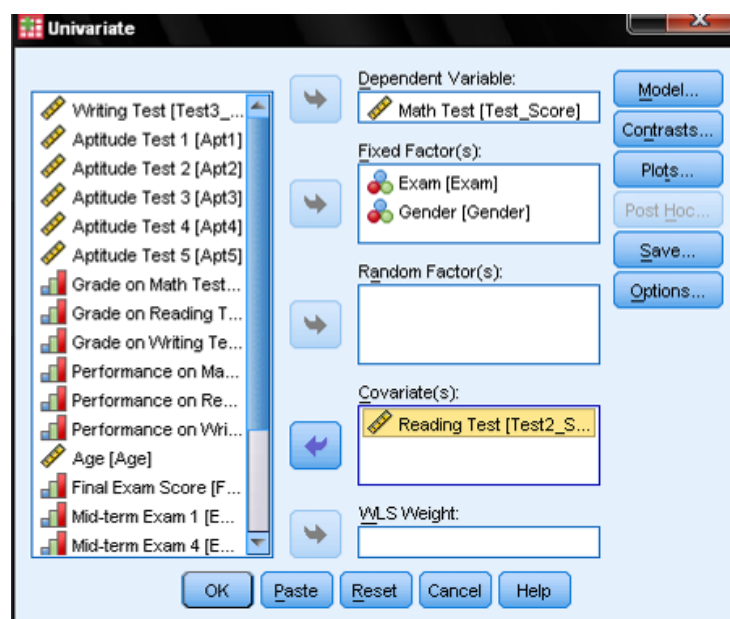 Univariate
Writing Test [Test3_...
Aptitude Test 1 [Apt1]
Aptitude Test 2 [Apt2]
Aptitude Test 3 [Apt3]
Aptitude Test 4 [Apt4]
Aptitude Test 5 [Apt5]
Grade on Math Test...
Grade on Reading T...
Grade on Writing Te...
Performance on Ma...
Performance on Re...
Performance on Wri...
Age [Age]
Final Exam Score [F...
Mid-term Exam 1 [E...
Mid-term Exam 4 [E...
Dependent Variable:
Math Test [Test_Score]
Fixed Factor(s):
Exam [Exam]
Gender [Gender]
Random Factor(s):
Covariate(s):
Reading Test [Test2_S...
WLS Weight:
Model...
Contrasts...
Plots...
Post Hoc...
Save...
Options...
OK Paste Reset Cancel Help